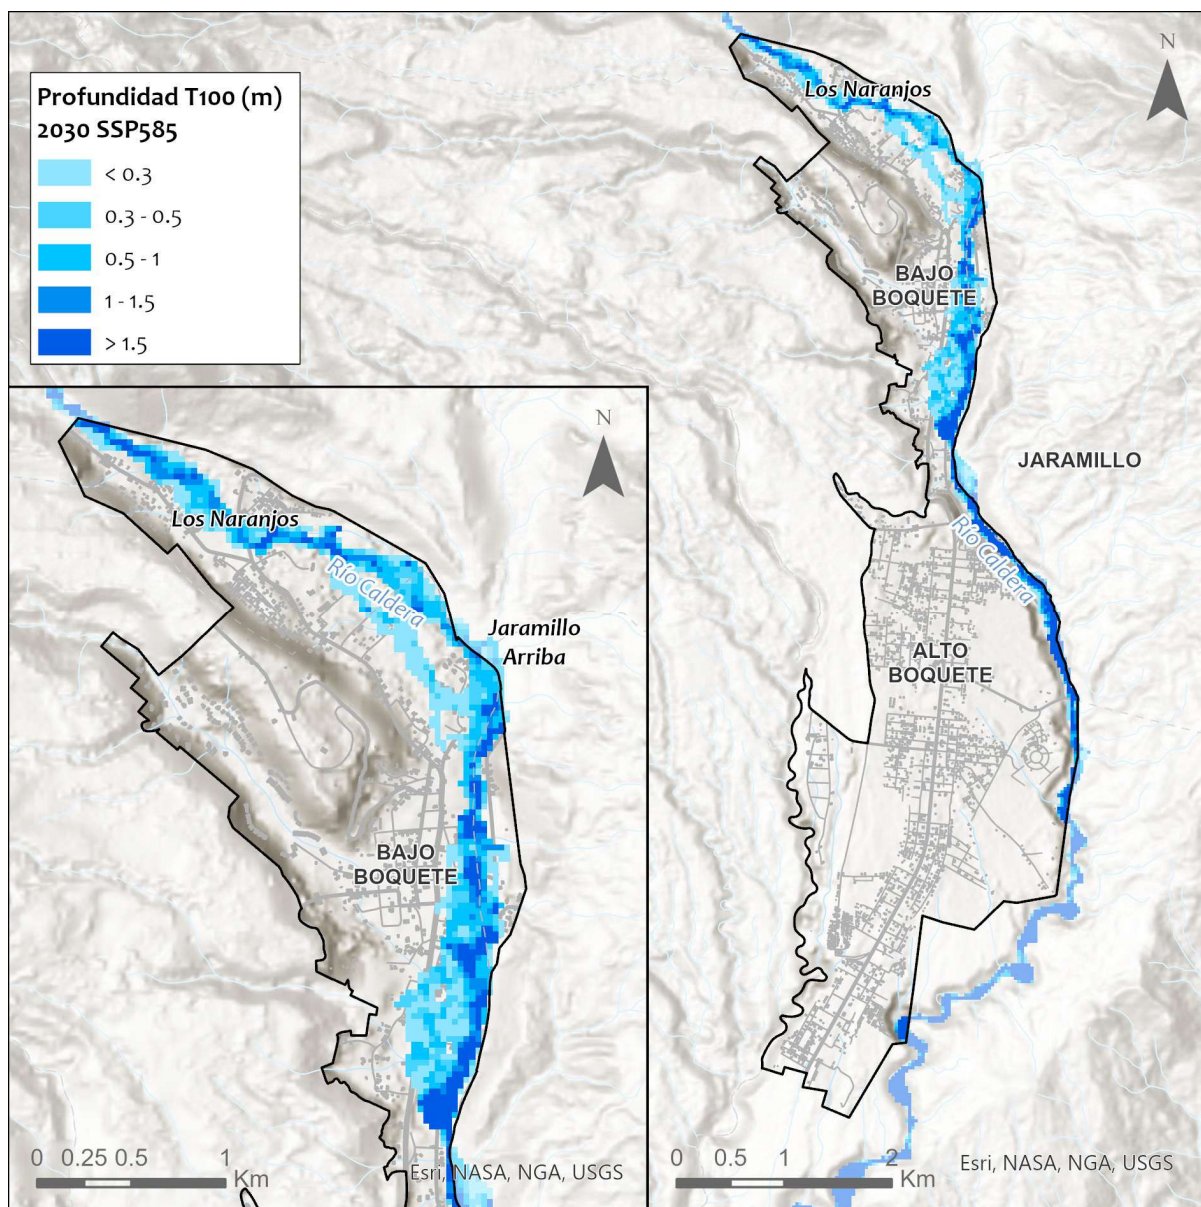 Profundidad T100 (m)
2030 SSP585
< 0.3
0.3 - 0.5
0.5 - 1
1 - 1.5
> 1.5
N
Los Naranjos
BAJO
BOQUETE
JARAMILLO
Río Caldera
ALTO
BOQUETE
0 0.5 1 2
Km
Esri, NASA, NGA, USGS
N
Los Naranjos
Río Caldera
Jaramillo
Arriba
BAJO
BOQUETE
0 0.25 0.5 1
Km
Esri, NASA, NGA, USGS